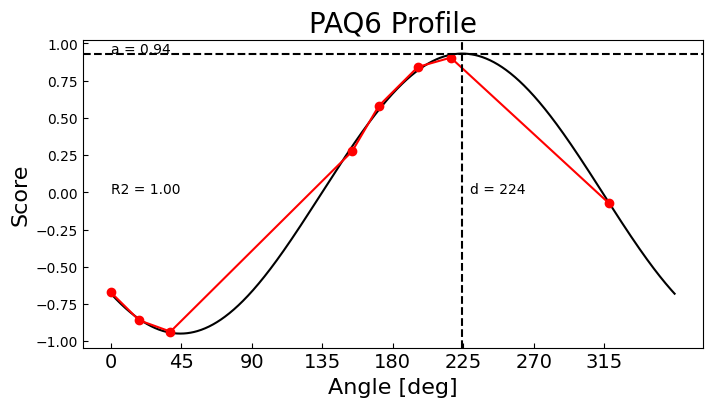 PAQ6 Profile
Score
1.00
0.75
0.50
0.25
0.00
−0.25
−0.50
−0.75
−1.00
a = 0.94
R2 = 1.00
d = 224
0 45 90 135 180 225 270 315
Angle [deg]